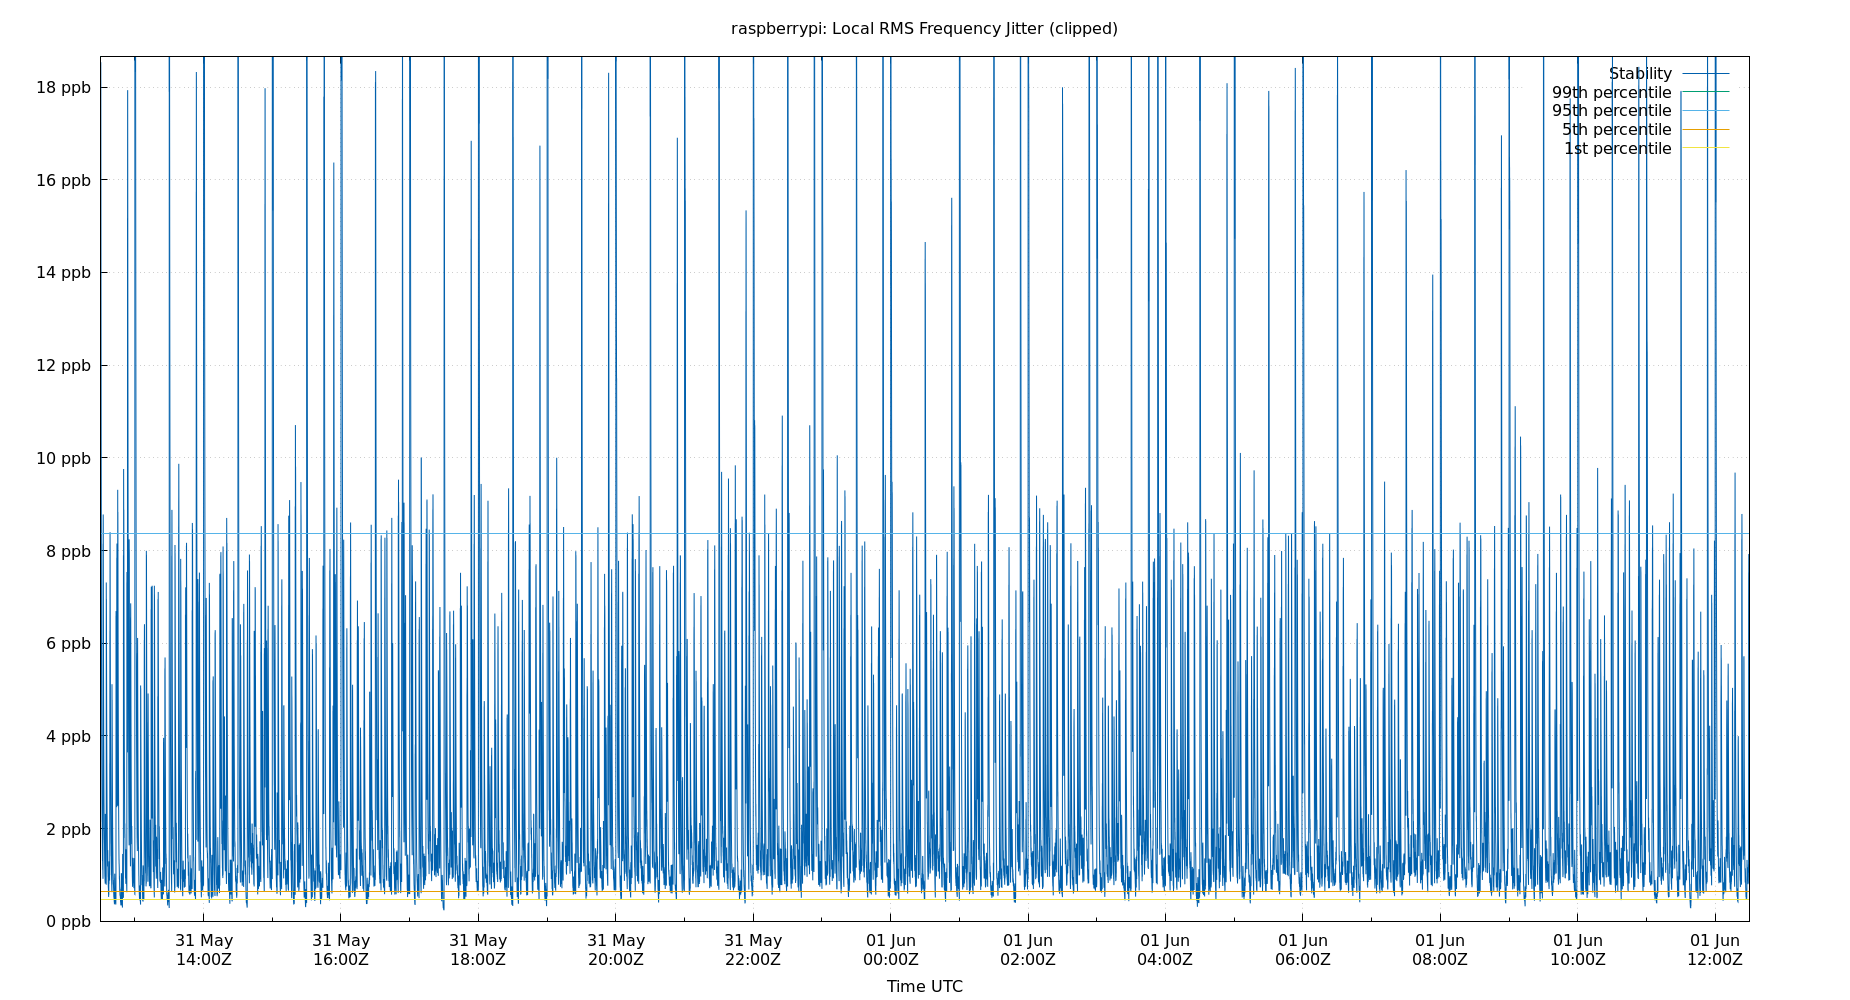 raspberrypi: Local RMS Frequency Jitter (clipped)
18 ppb
16 ppb
14 ppb
12 ppb
10 ppb
8 ppb
6 ppb
4 ppb
2 ppb
0 ppb
Stability
99th percentile
95th percentile
5th percentile
1st percentile
31 May 31 May 31 May 31 May 31 May 01 Jun 01 Jun 01 Jun 01 Jun 01 Jun 01 Jun 01 Jun
14:00Z 16:00Z 18:00Z 20:00Z 22:00Z 00:00Z 02:00Z 04:00Z 06:00Z 08:00Z 10:00Z 12:00Z
Time UTC